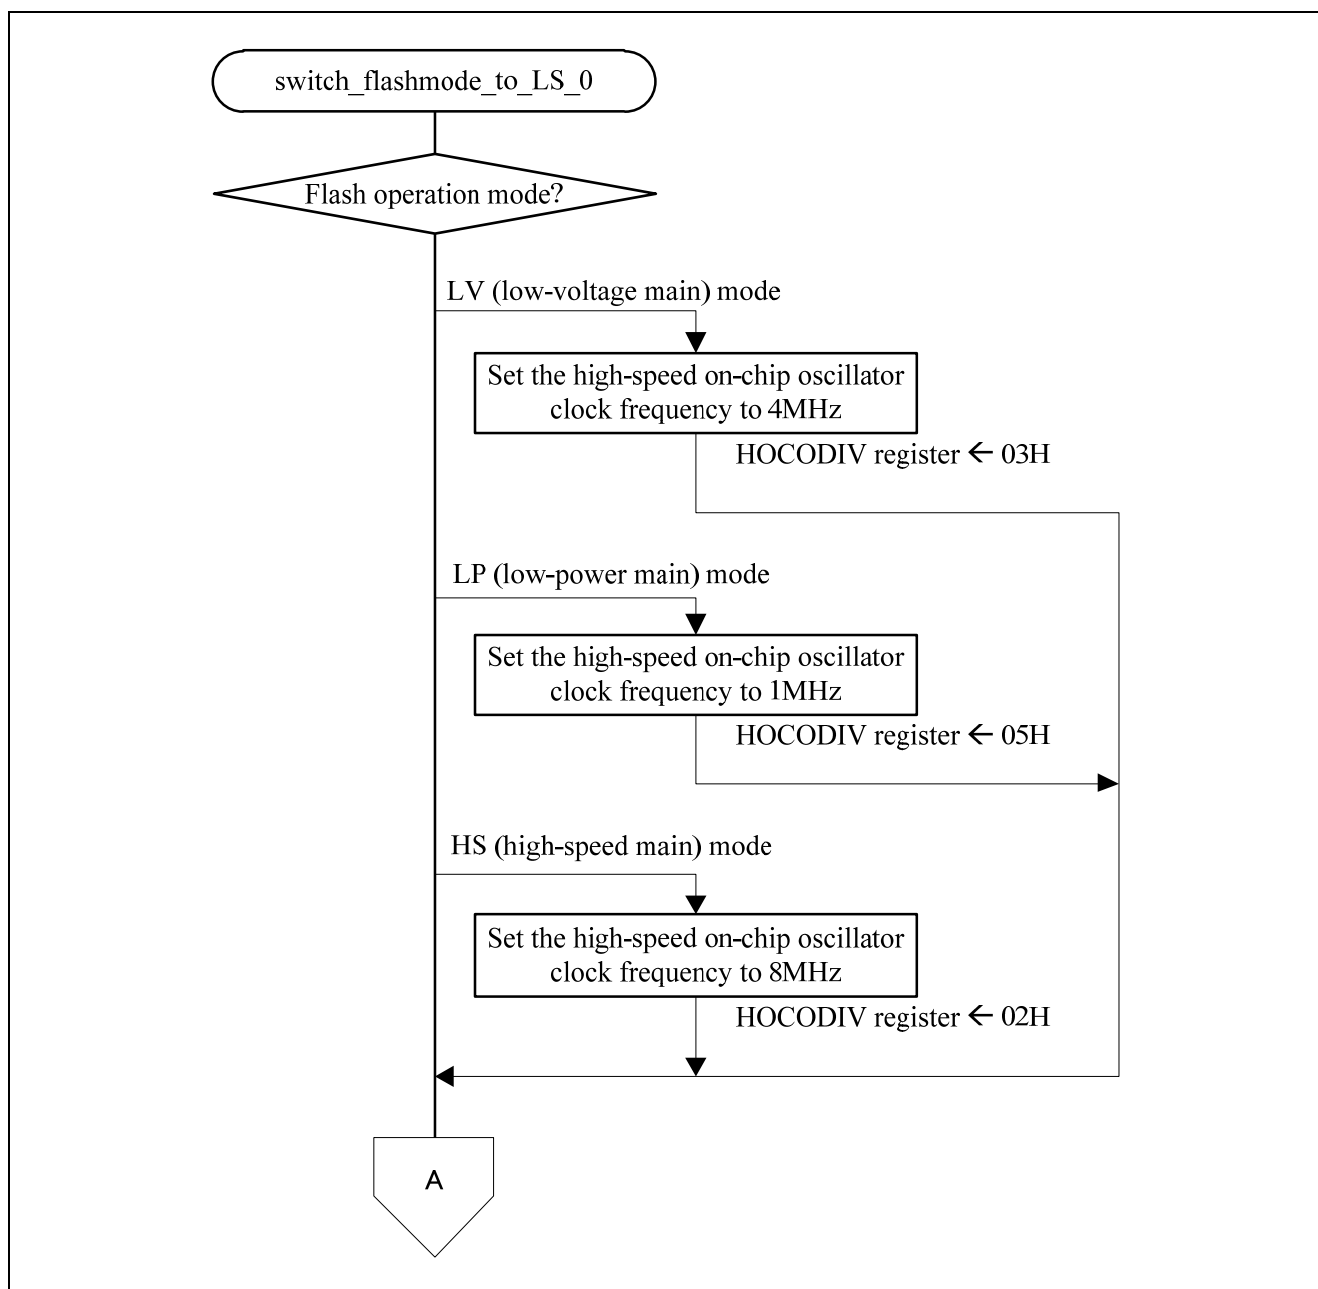 switch_flashmode_to_LS_0
Flash operation mode?
LV (low-voltage main) mode
Set the high-speed on-chip oscillator
clock frequency to 4MHz
HOCODIV register ← 03H
LP (low-power main) mode
Set the high-speed on-chip oscillator
clock frequency to 1MHz
HOCODIV register ← 05H
HS (high-speed main) mode
Set the high-speed on-chip oscillator
clock frequency to 8MHz
HOCODIV register ← 02H
A